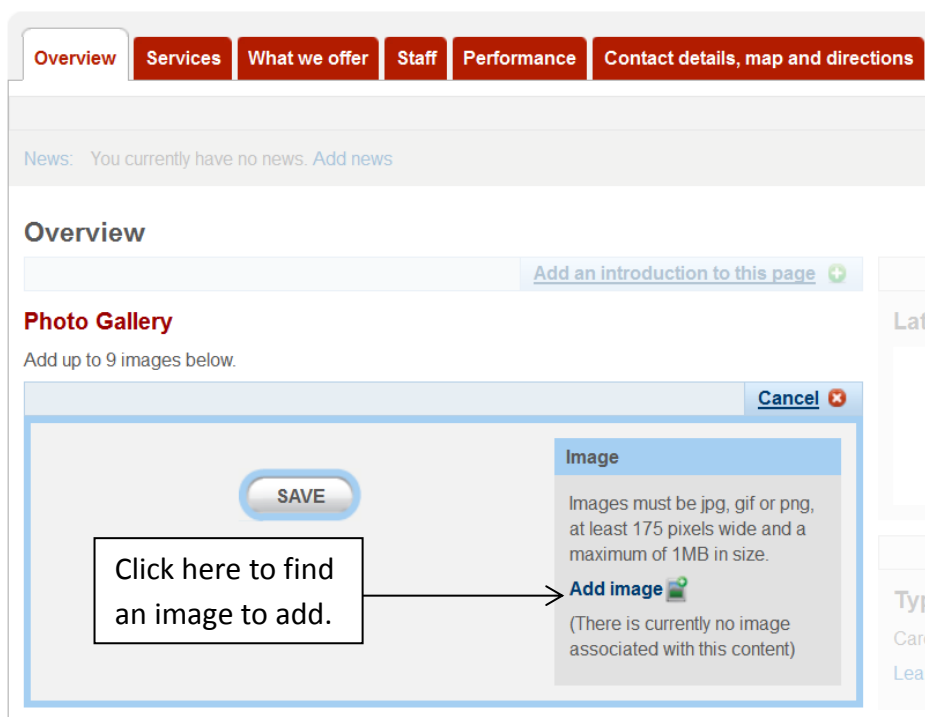 Overview Services What we offer Staff Performance Contact details, map and directions
News: You currently have no news. Add news
Overview
Add an introduction to this page
Photo Gallery
Add up to 9 images below.
Cancel
Image
SAVE
Images must be jpg, gif or png,
at least 175 pixels wide and a
maximum of 1MB in size.
Click here to find
an image to add.
Add image
(There is currently no image
associated with this content)